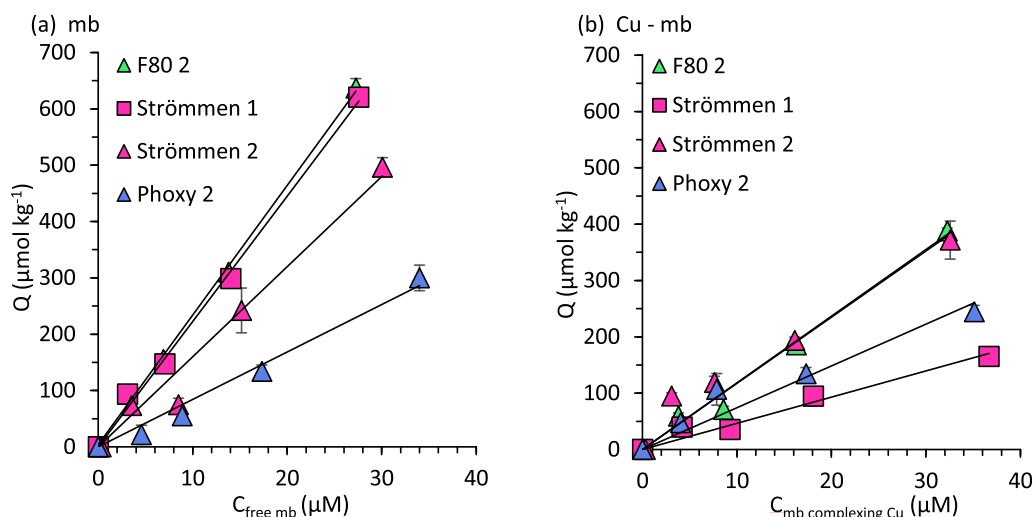 (a) mb
700
600
500
400
300
200
100
0
Q (μmol kg⁻¹)
F80 2
Strömmen 1
Strömmen 2
Phoxy 2
0 10 20 30 40
C_free mb (μM)
(b) Cu - mb
700
600
500
400
300
200
100
0
Q (μmol kg⁻¹)
F80 2
Strömmen 1
Strömmen 2
Phoxy 2
0 10 20 30 40
C_mb complexing Cu (μM)